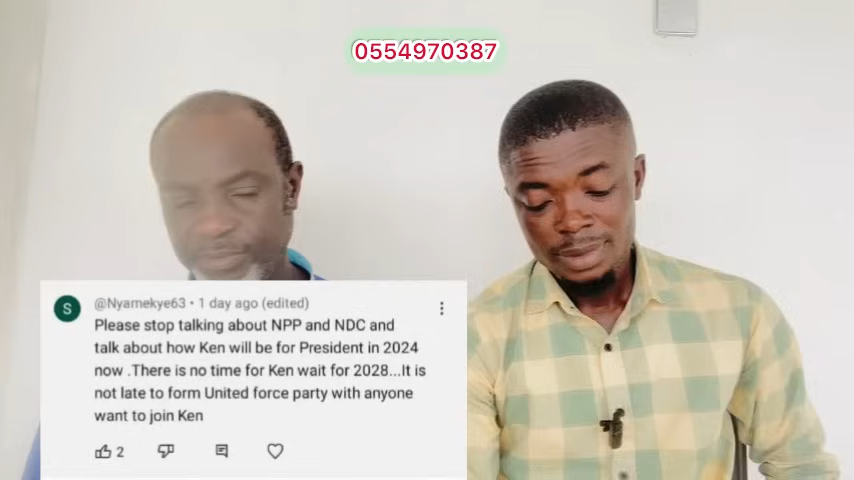 0554970387
@Nyamekye63 • 1 day ago (edited)
S
Please stop talking about NPP and NDC and
talk about how Ken will be for President in 2024
now .There is no time for Ken wait for 2028...It is
not late to form United force party with anyone
want to join Ken
2